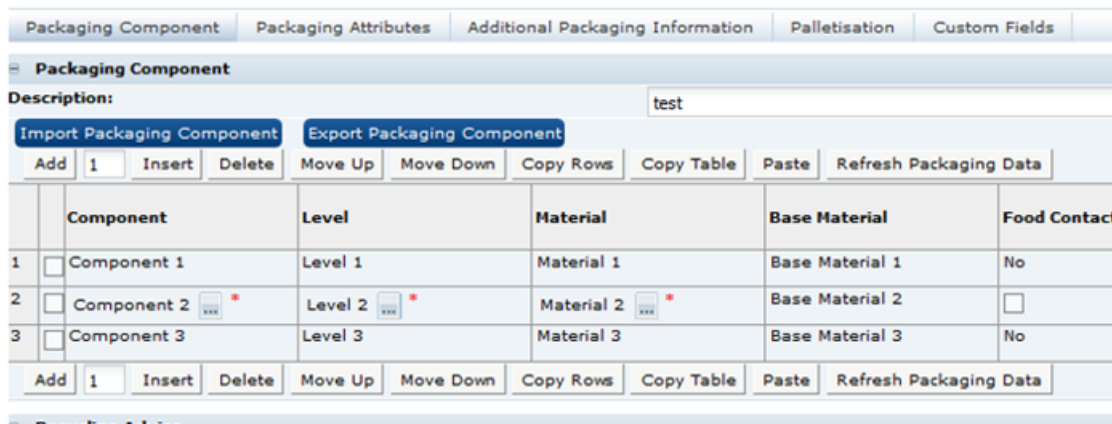 Packaging Component Packaging Attributes Additional Packaging Information Palletisation Custom Fields
Packaging Component
Description: test
Import Packaging Component Export Packaging Component
Add 1 Insert Delete Move Up Move Down Copy Rows Copy Table Paste Refresh Packaging Data
Component Level Material Base Material Food Contact
1 Component 1 Level 1 Material 1 Base Material 1 No
2 Component 2 ... * Level 2 ... * Material 2 ... * Base Material 2
3 Component 3 Level 3 Material 3 Base Material 3 No
Add 1 Insert Delete Move Up Move Down Copy Rows Copy Table Paste Refresh Packaging Data